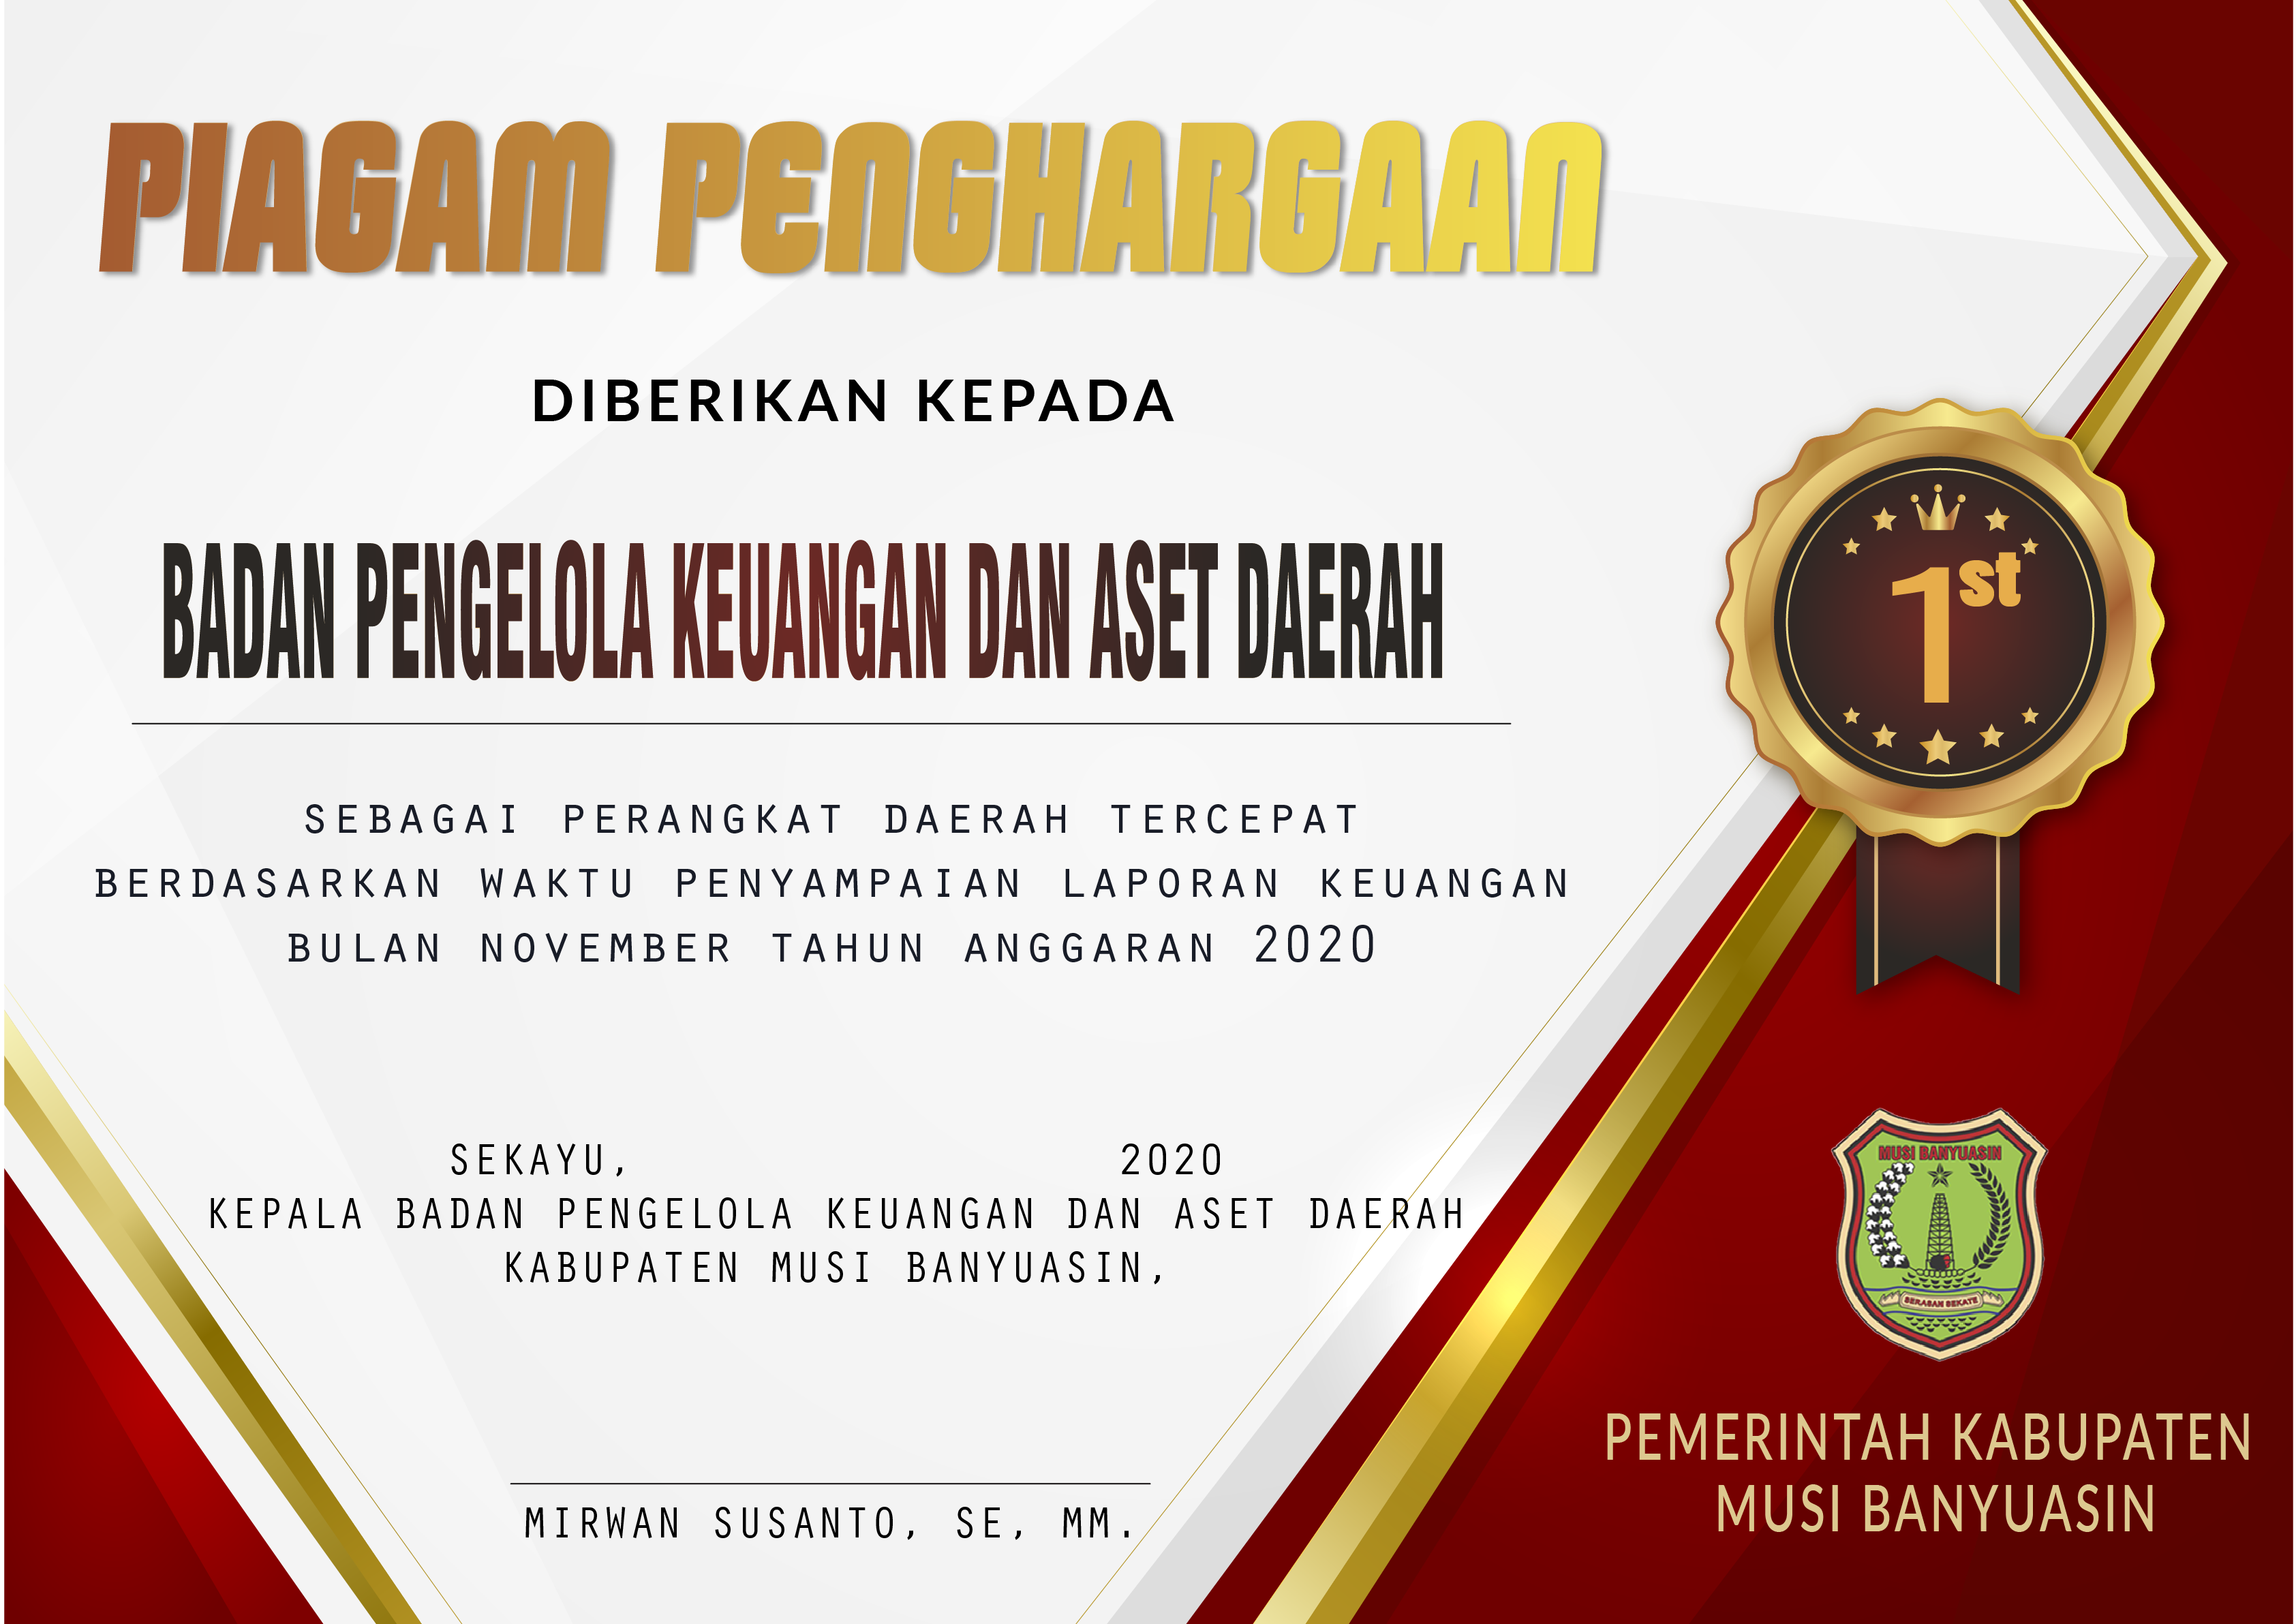 PIAGAM PENGHARGAAN
DIBERIKAN KEPADA
BADAN PENGELOLA KEUANGAN DAN ASET DAERAH
SEBAGAI PERANGKAT DAERAH TERCEPAT
BERDASARKAN WAKTU PENYAMPAIAN LAPORAN KEUANGAN
BULAN NOVEMBER TAHUN ANGGARAN 2020
SEKAYU, 2020
KEPALA BADAN PENGELOLA KEUANGAN DAN ASET DAERAH
KABUPATEN MUSI BANYUASIN,
MIRWAN SUSANTO, SE, MM.
1st
MUSI BANYUASIN
SERASAN SEKATE
PEMERINTAH KABUPATEN
MUSI BANYUASIN